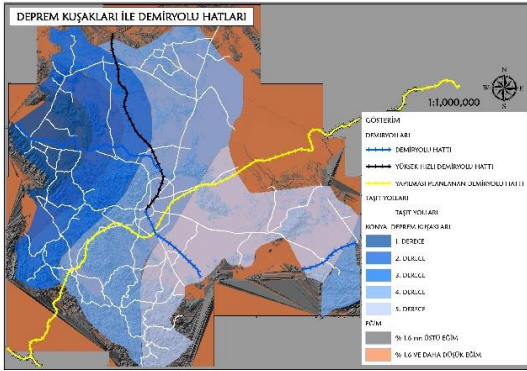 DEPREM KUŞAKLARI İLE DEMİRYOLU HATLARI
N
W E
S
1:1,000,000
GÖSTERİM
DEMİRYOLLARI
DEMİRYOLU HATTI
YÜKSEK HIZLI DEMİRYOLU HATTI
YAPILMASI PLANLANAN DEMİRYOLU HATTI
TAŞIT YOLLARI
TAŞIT YOLLARI
KONYA DEPREM KUŞAKLARI
1. DERECE
2. DERECE
3. DERECE
4. DERECE
5. DERECE
EĞİM
% 1.6 nın ÜSTÜ EĞİM
% 1.6 VE DAHA DÜŞÜK EĞİM